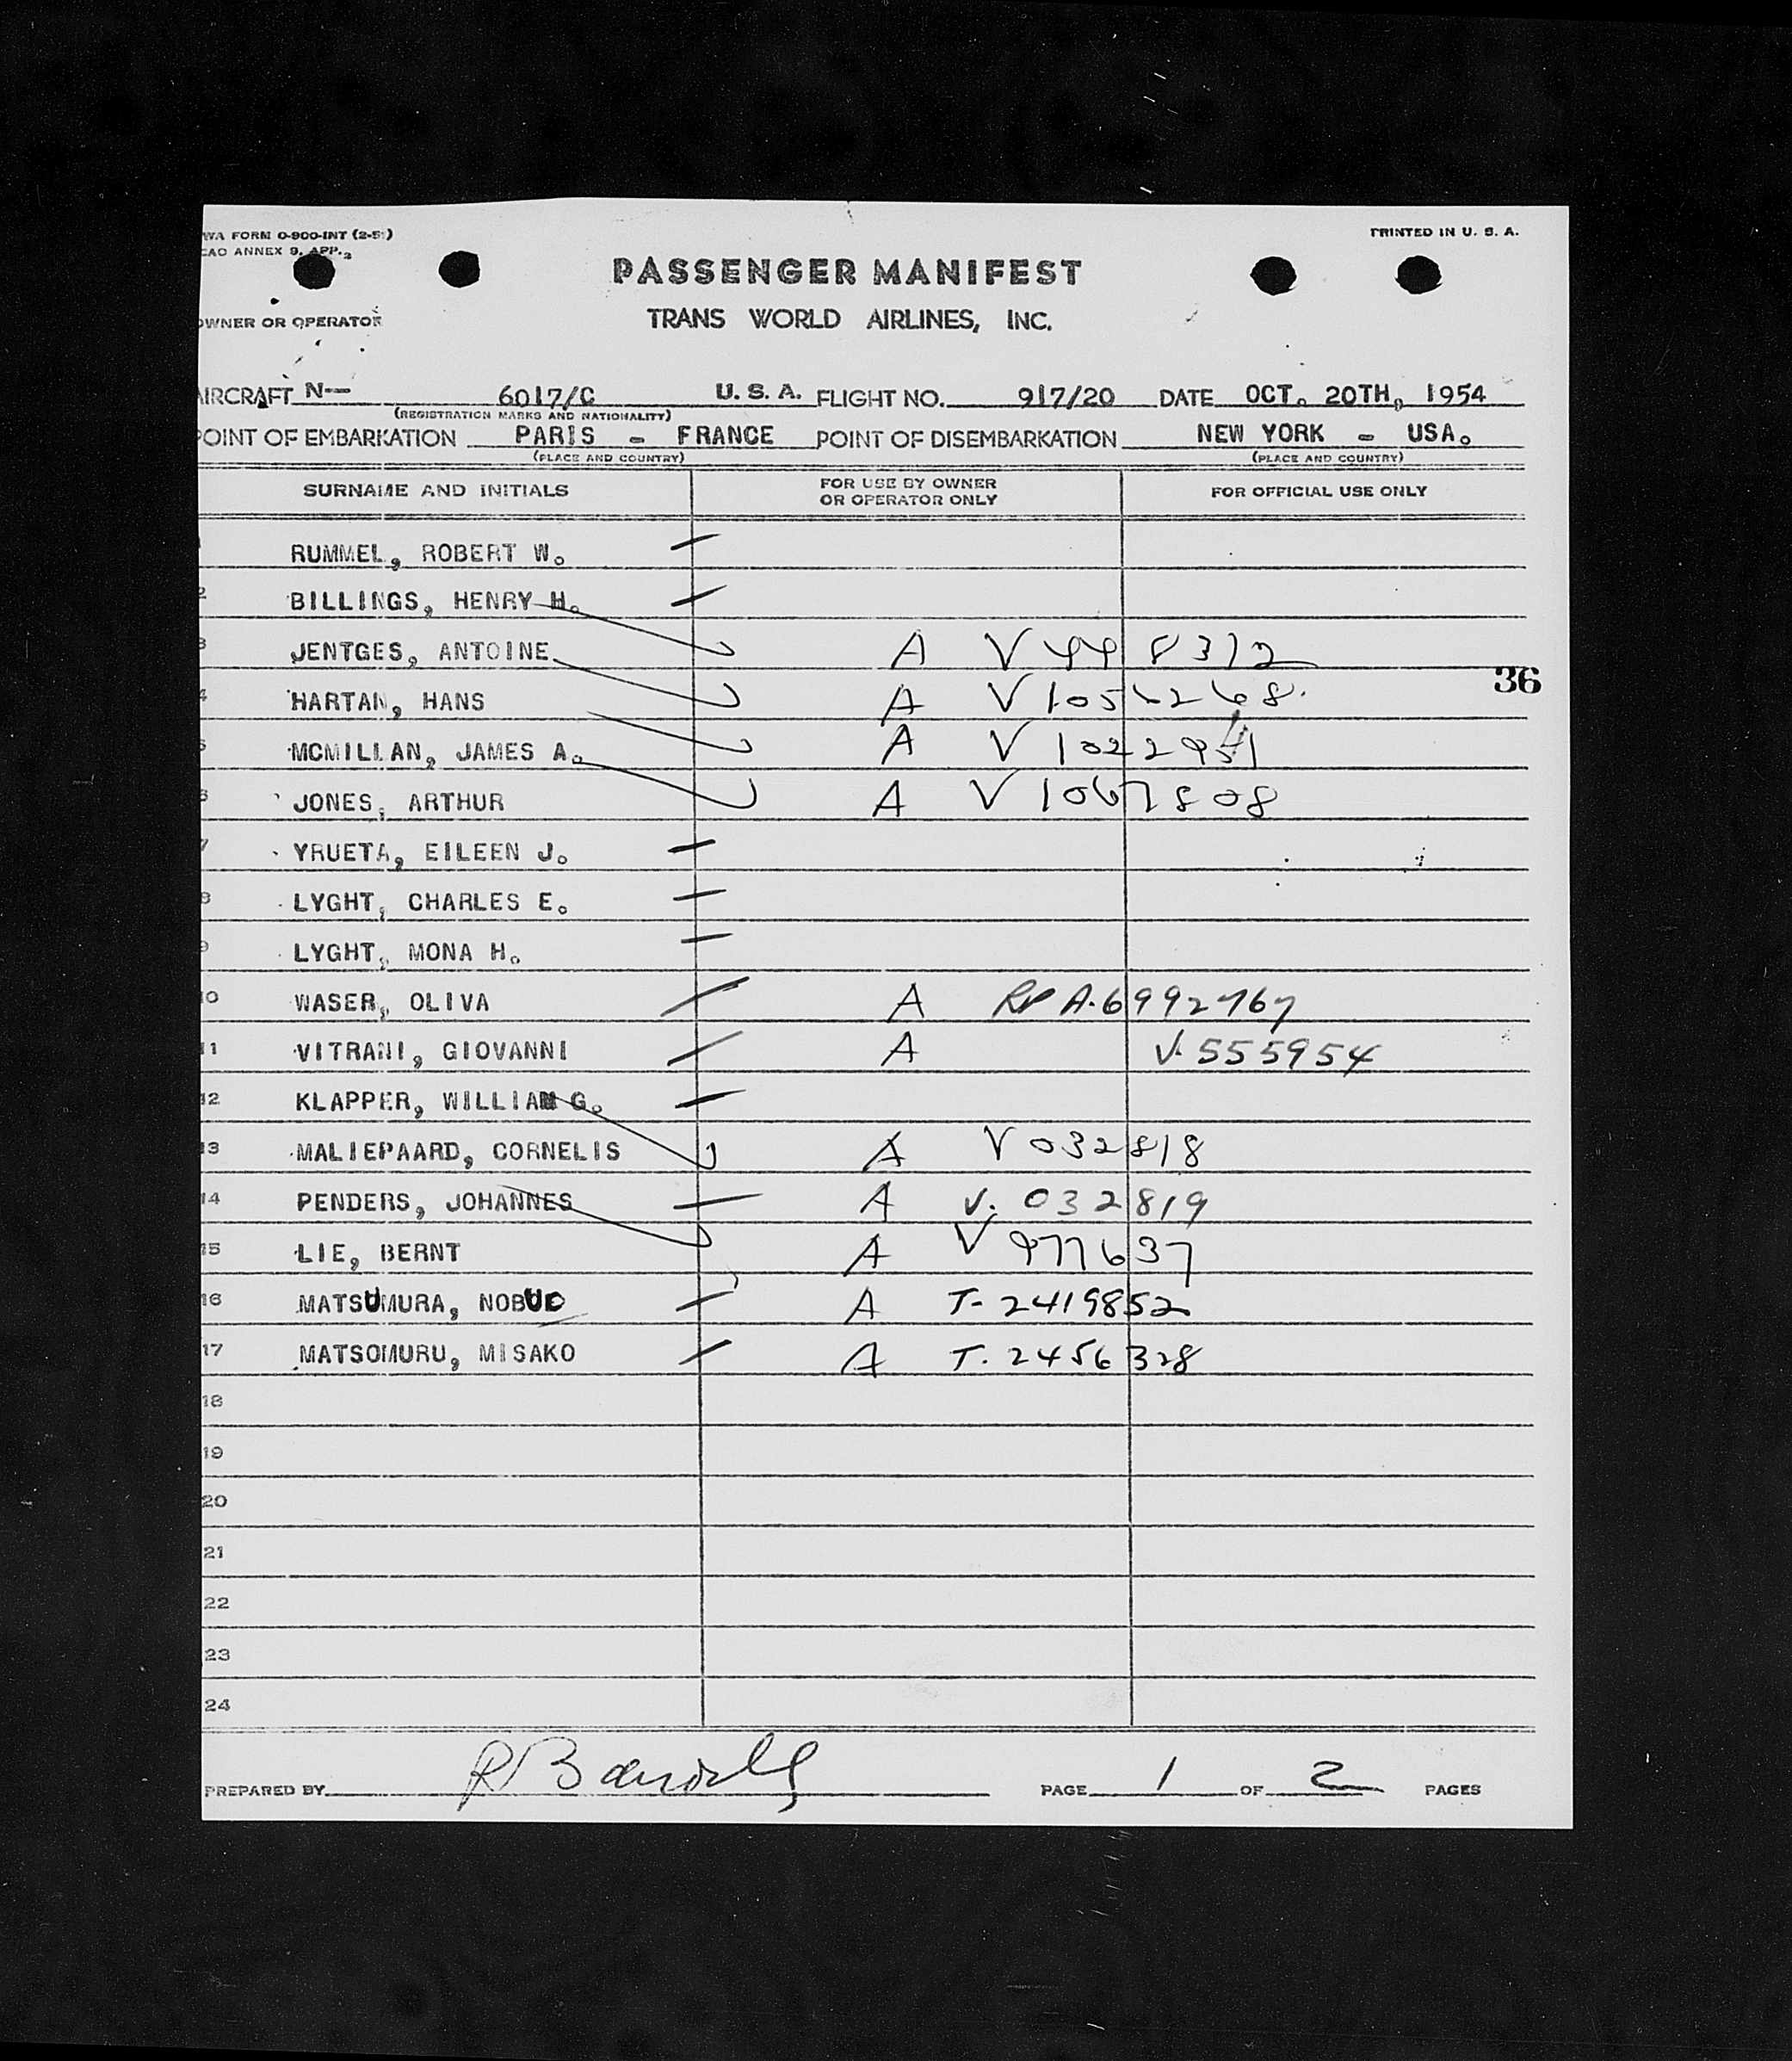 WA FORM O-900-INT (2-5 )
CAO ANNEX 9, APP. 2
PRINTED IN U. S. A.
PASSENGER MANIFEST
OWNER OR OPERATOR
TRANS WORLD AIRLINES, INC.
AIRCRAFT N— 6017/C U. S. A. FLIGHT NO. 917/20 DATE OCT. 20TH, 1954
(REGISTRATION MARKS AND NATIONALITY)
POINT OF EMBARKATION PARIS - FRANCE POINT OF DISEMBARKATION NEW YORK - USA.
(PLACE AND COUNTRY) (PLACE AND COUNTRY)
SURNAME AND INITIALS FOR USE BY OWNER OR OPERATOR ONLY FOR OFFICIAL USE ONLY
RUMMEL, ROBERT W.
2 BILLINGS, HENRY H.
3 JENTGES, ANTOINE A V 448312
36
4 HARTAN, HANS A V 1056268.
5 MCMILLAN, JAMES A. A V
6 JONES, ARTHUR A V 1067808
7 YRUETA, EILEEN J.
8 LYGHT, CHARLES E.
9 LYGHT, MONA H.
10 WASER, OLIVA A RP A-6992767
11 VITRANI, GIOVANNI A V. 555954
12 KLAPPER, WILLIAM G.
13 MALIEPAARD, CORNELIS A V 032818
14 PENDERS, JOHANNES A V. 032819
15 LIE, BERNT A V 977637
16 MATSUMURA, NOBUO A T- 2419852
17 MATSOMURU, MISAKO A T. 2456328
18
19
20
21
22
23
24
PREPARED BY PAGE 1 OF 2 PAGES